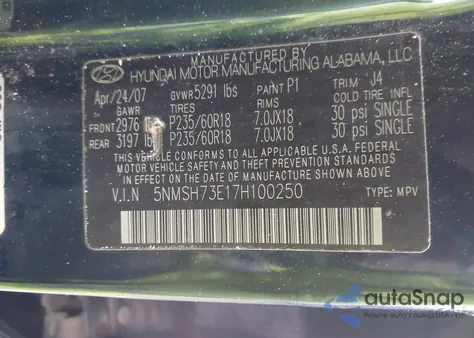 HYUNDAI MOTOR MANUFACTURING ALABAMA, LLC
Apr/24/07 GVWR 5291 lbs PAINT P1 TRIM J4
GAWR TIRES RIMS COLD TIRE INFL.
FRONT 2976 P235/60R18 7.0JX18 30 psi SINGLE
REAR 3197 lbs P235/60R18 7.0JX18 30 psi SINGLE
THIS VEHICLE CONFORMS TO ALL APPLICABLE U.S.A. FEDERAL
MOTOR VEHICLE SAFETY AND THEFT PREVENTION STANDARDS
IN EFFECT ON THE DATE OF MANUFACTURE SHOWN ABOVE.
V.I.N 5NMSH73E17H100250 TYPE: MPV
autoSnap